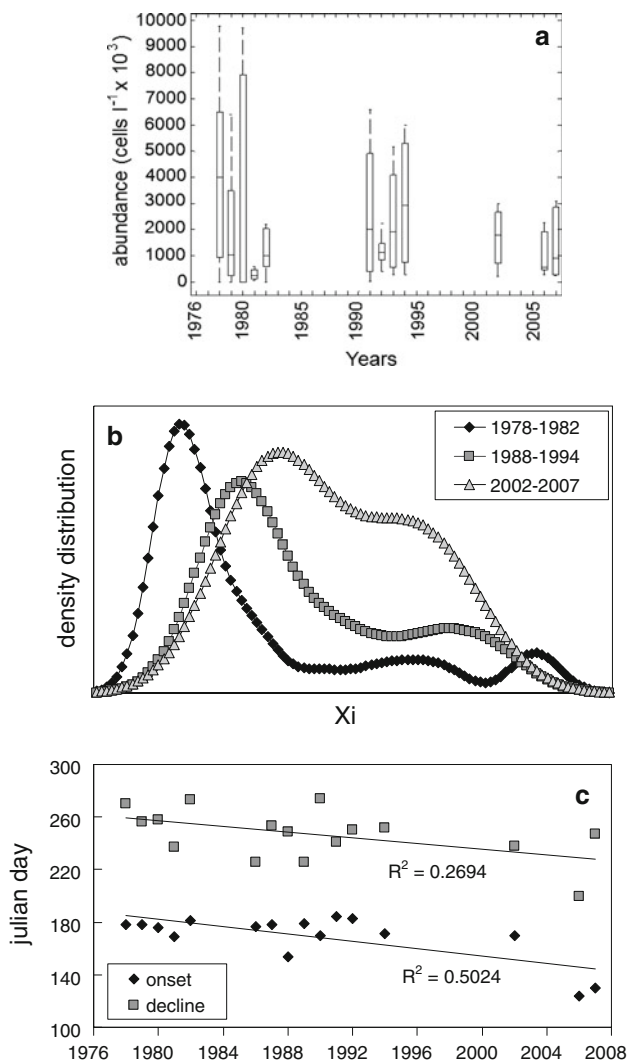 a
abundance (cells l⁻¹ x 10³)
10000
9000
8000
7000
6000
5000
4000
3000
2000
1000
0
1976
1980
1985
1990
1995
2000
2005
Years
b
1978-1982
1988-1994
2002-2007
density distribution
Xi
c
julian day
300
260
220
180
140
100
R² = 0.2694
R² = 0.5024
onset
decline
1976 1980 1984 1988 1992 1996 2000 2004 2008